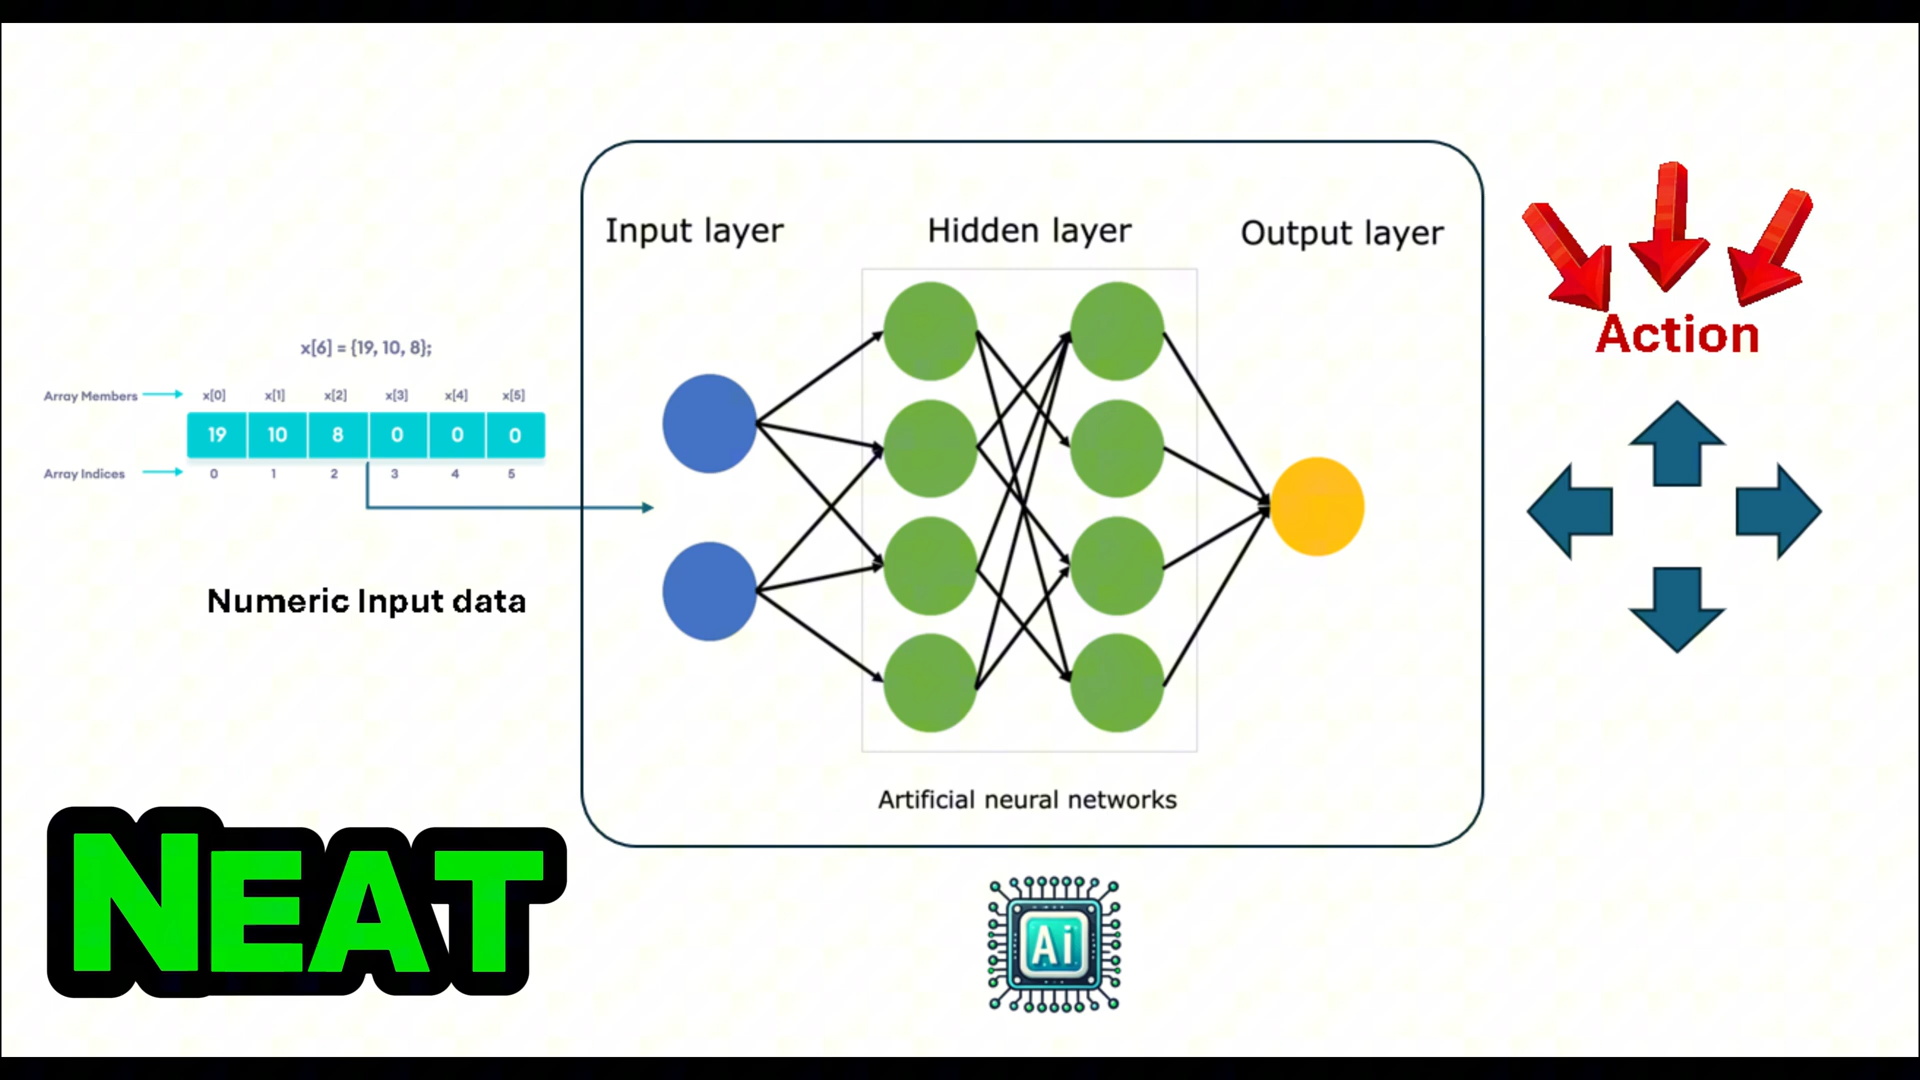 Input layer
Hidden layer
Output layer
Action
x[6] = {19, 10, 8};
Array Members
x[0] x[1] x[2] x[3] x[4] x[5]
19 10 8 0 0 0
Array Indices
0 1 2 3 4 5
Numeric Input data
Artificial neural networks
NEAT
Ai